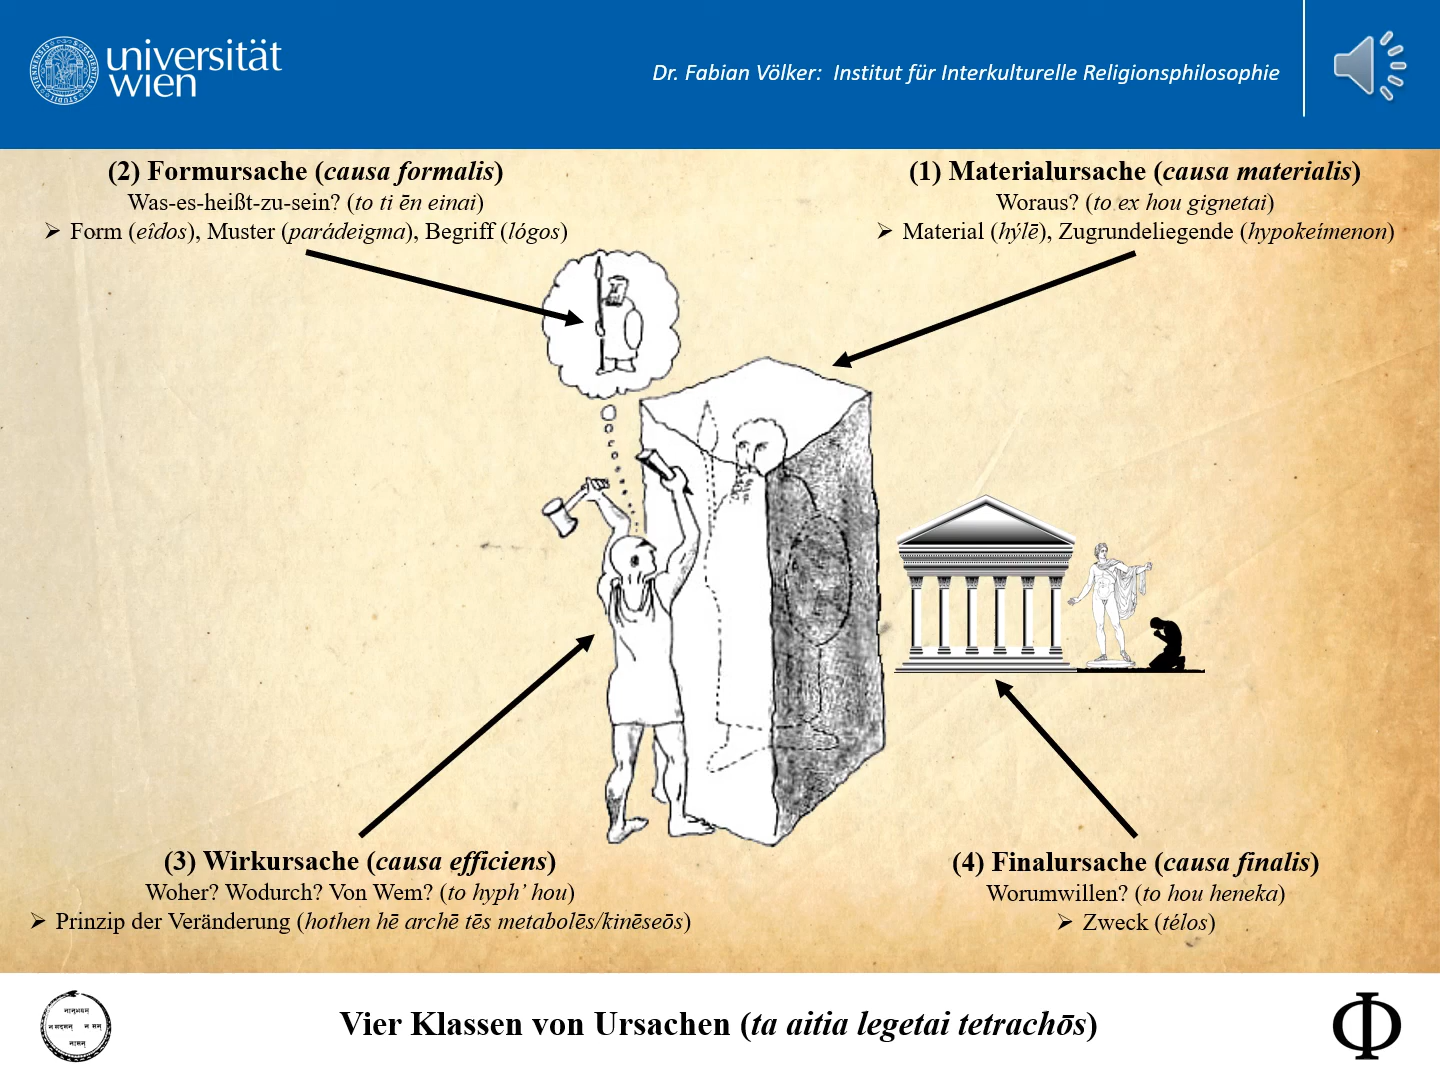 universität
wien
Dr. Fabian Völker: Institut für Interkulturelle Religionsphilosophie
(2) Formursache (causa formalis)
Was-es-heißt-zu-sein? (to ti ēn einai)
➢ Form (eîdos), Muster (parádeigma), Begriff (lógos)
(1) Materialursache (causa materialis)
Woraus? (to ex hou gignetai)
➢ Material (hýlē), Zugrundeliegende (hypokeímenon)
(3) Wirkursache (causa efficiens)
Woher? Wodurch? Von Wem? (to hyph’ hou)
➢ Prinzip der Veränderung (hothen hē archē tēs metabolēs/kinēseōs)
(4) Finalursache (causa finalis)
Worumwillen? (to hou heneka)
➢ Zweck (télos)
Vier Klassen von Ursachen (ta aitia legetai tetrachōs)
Φ